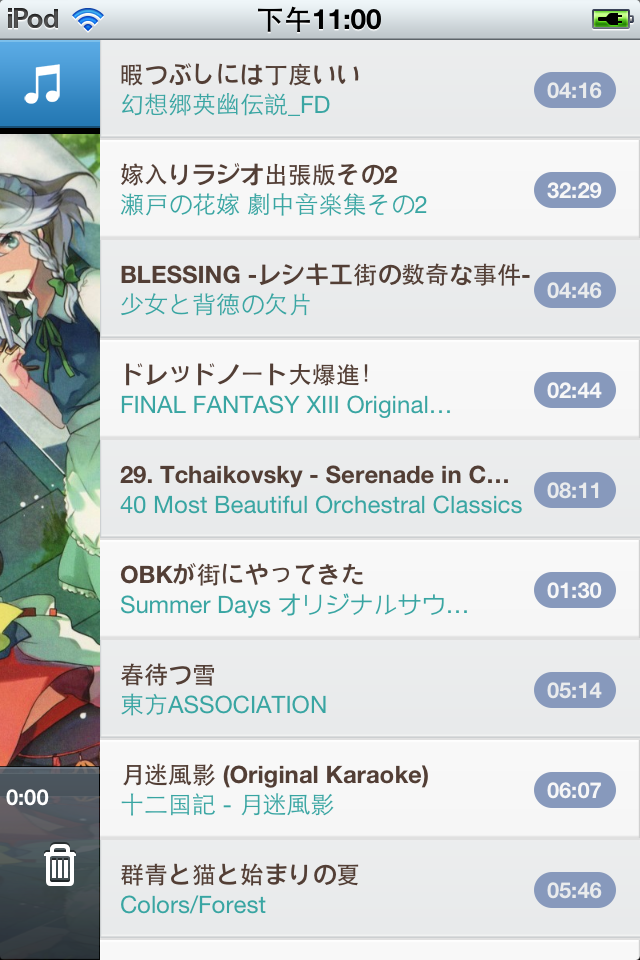 iPod 下午11:00
暇つぶしには丁度いい
04:16
幻想郷英幽伝説_FD
嫁入りラジオ出張版その2
32:29
瀬戸の花嫁 劇中音楽集その2
BLESSING -レシキ工街の数奇な事件-
04:46
少女と背徳の欠片
ドレッドノート大爆進!
02:44
FINAL FANTASY XIII Original…
29. Tchaikovsky - Serenade in C…
08:11
40 Most Beautiful Orchestral Classics
OBKが街にやってきた
01:30
Summer Days オリジナルサウ…
春待つ雪
05:14
東方ASSOCIATION
月迷風影 (Original Karaoke)
06:07
十二国記 - 月迷風影
0:00
群青と猫と始まりの夏
05:46
Colors/Forest